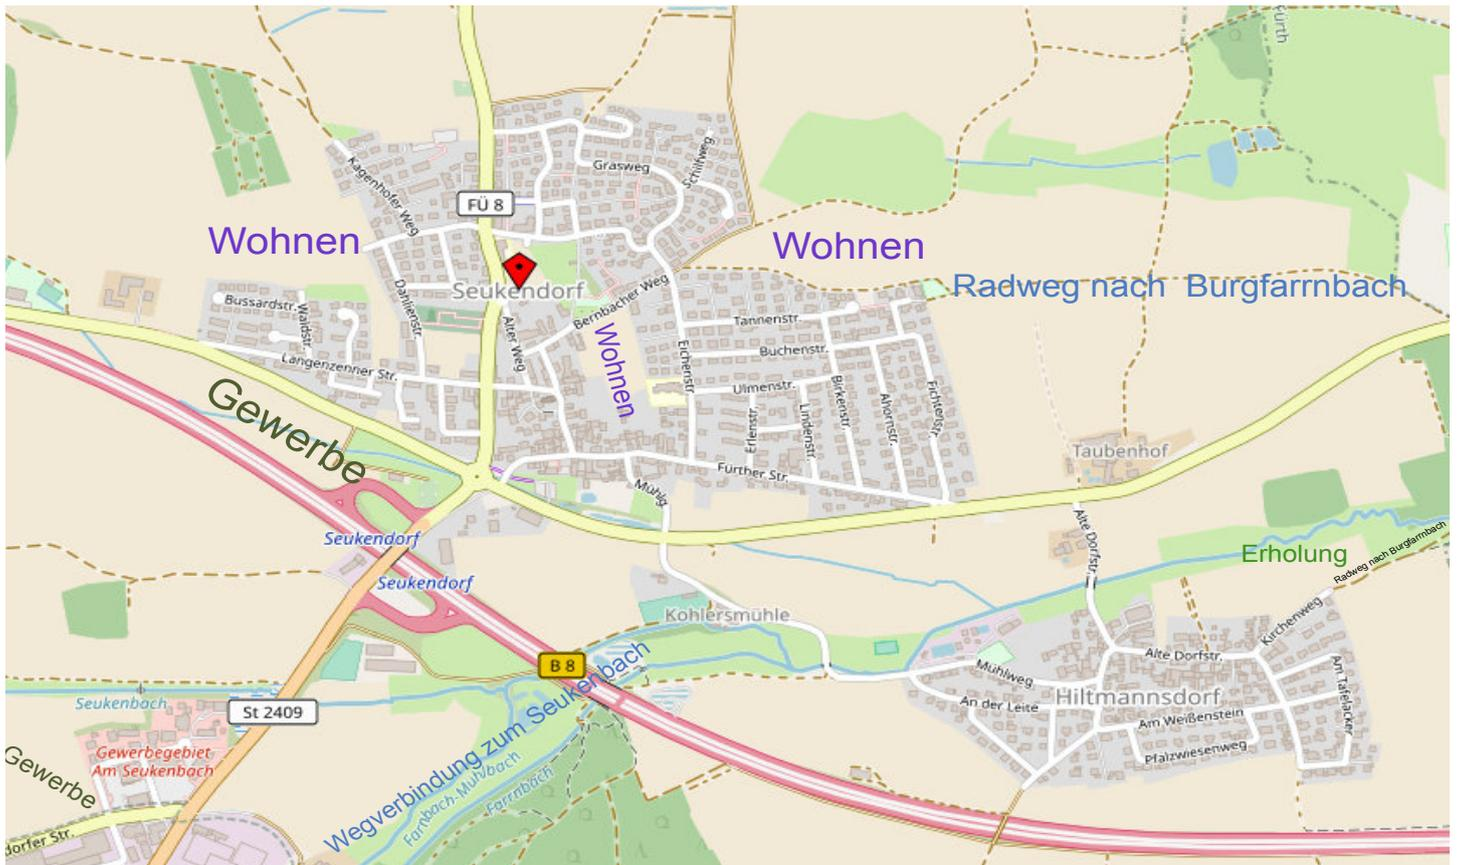 Fürth
Kagenhofer Weg
Grasweg
Schilfweg
FÜ 8
Wohnen
Wohnen
Radweg nach Burgfarrnbach
Seukendorf
Bussardstr.
Waldstr.
Dahlienstr.
Alter Weg
Bernbacher Weg
Wohnen
Eichenstr.
Tannenstr.
Buchenstr.
Ulmenstr.
Birkenstr.
Ahornstr.
Fichtenstr.
Erlenstr.
Lindenstr.
Langenzenner Str.
Gewerbe
Fürther Str.
Mühlg
Taubenhof
Alte Dorfstr.
Seukendorf
Seukendorf
Erholung
Radweg nach Burgfarrnbach
Kohlersmühle
Kirchenweg
B 8
Alte Dorfstr.
Mühlweg
Am Tafelacker
An der Leite
Hiltmannsdorf
Am Weißenstein
Pfalzwiesenweg
Seukenbach
St 2409
Wegverbindung zum Seukenbach
Gewerbegebiet
Am Seukenbach
Gewerbe
Farnbach-Mühlbach
Farrnbach
dorfer Str.